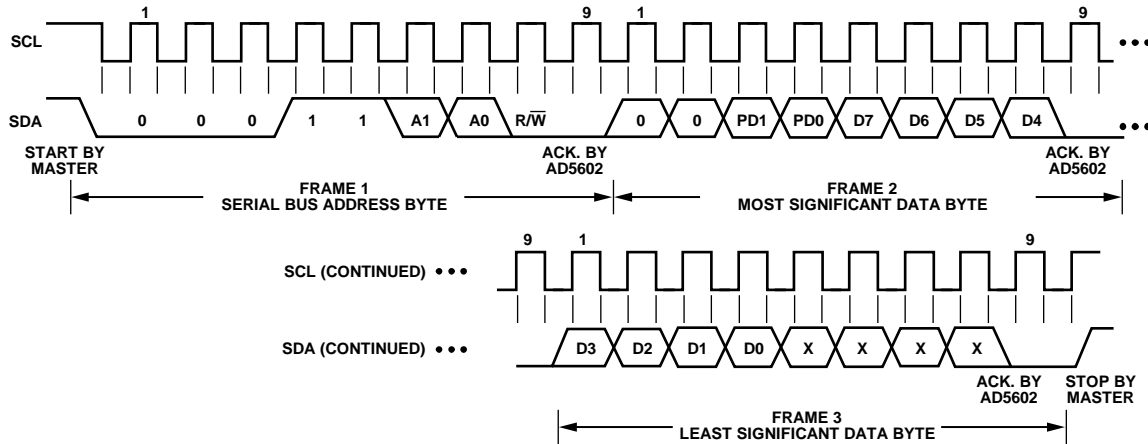 1 9 1 9
SCL
SDA 0 0 0 1 1 A1 A0 R/W̅ 0 0 PD1 PD0 D7 D6 D5 D4
START BY MASTER
ACK. BY AD5602
ACK. BY AD5602
FRAME 1
SERIAL BUS ADDRESS BYTE
FRAME 2
MOST SIGNIFICANT DATA BYTE
9 1 9
SCL (CONTINUED)
SDA (CONTINUED) D3 D2 D1 D0 X X X X
ACK. BY AD5602
STOP BY MASTER
FRAME 3
LEAST SIGNIFICANT DATA BYTE